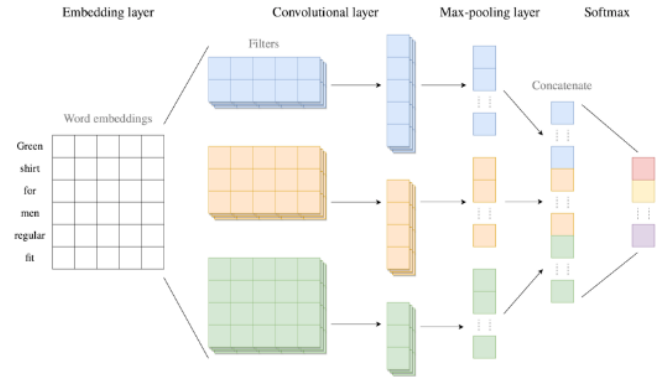 Embedding layer
Convolutional layer
Max-pooling layer
Softmax
Filters
Concatenate
Word embeddings
Green
shirt
for
men
regular
fit